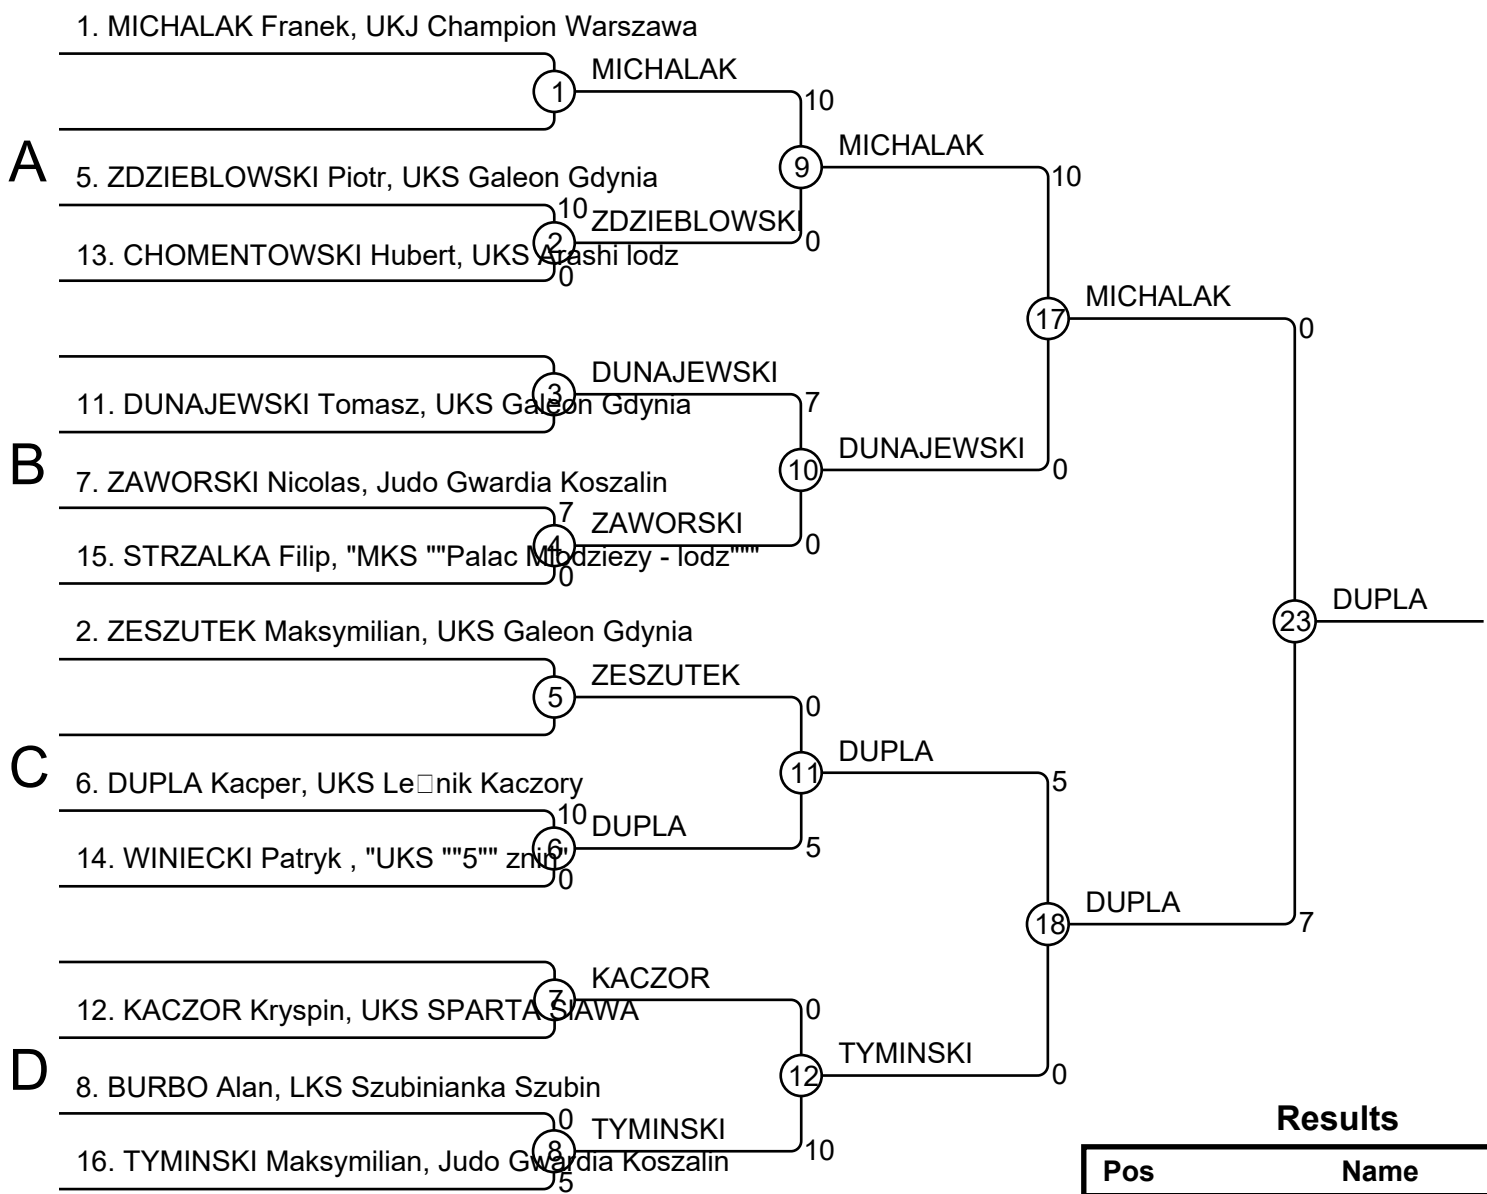 1. MICHALAK Franek, UKJ Champion Warszawa
MICHALAK
1
10
A
MICHALAK
9
10
5. ZDZIEBLOWSKI Piotr, UKS Galeon Gdynia
10
ZDZIEBLOWSKI
2
0
13. CHOMENTOWSKI Hubert, UKS Arashi lodz
0
MICHALAK
17
0
DUNAJEWSKI
3
7
11. DUNAJEWSKI Tomasz, UKS Galeon Gdynia
B
DUNAJEWSKI
10
0
7. ZAWORSKI Nicolas, Judo Gwardia Koszalin
7
ZAWORSKI
4
0
15. STRZALKA Filip, "MKS ""Palac Mlodziezy - lodz"""
0
DUPLA
23
2. ZESZUTEK Maksymilian, UKS Galeon Gdynia
ZESZUTEK
5
0
C
DUPLA
11
5
6. DUPLA Kacper, UKS Le□nik Kaczory
10
DUPLA
6
5
14. WINIECKI Patryk , "UKS ""5"" znin"
0
DUPLA
18
7
KACZOR
7
0
12. KACZOR Kryspin, UKS SPARTA SIAWA
D
TYMINSKI
12
0
8. BURBO Alan, LKS Szubinianka Szubin
0
TYMINSKI
8
10
16. TYMINSKI Maksymilian, Judo Gwardia Koszalin
5
Results
Pos Name